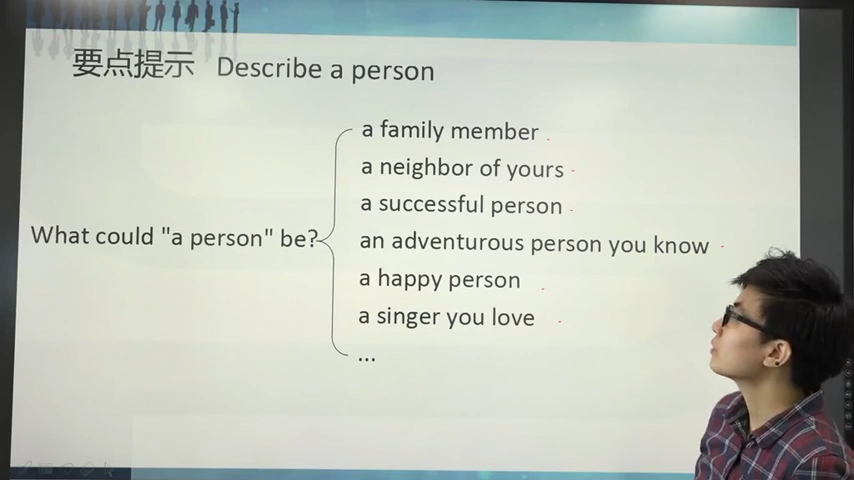 要点提示 Describe a person
a family member
a neighbor of yours
a successful person
What could "a person" be?
an adventurous person you know
a happy person
a singer you love
...